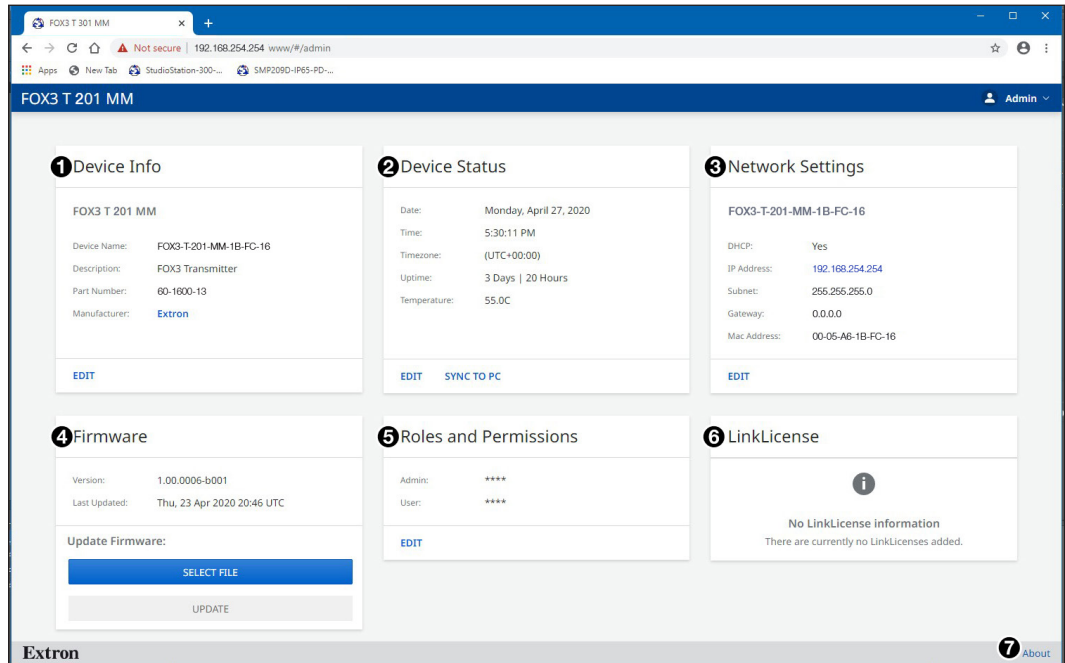 FOX3 T 301 MM
Not secure | 192.168.254.254 www/#/admin
Apps New Tab StudioStation-300-... SMP209D-IP65-PD-...
FOX3 T 201 MM
Admin
1 Device Info
FOX3 T 201 MM
Device Name: FOX3-T-201-MM-1B-FC-16
Description: FOX3 Transmitter
Part Number: 60-1600-13
Manufacturer: Extron
EDIT
2 Device Status
Date: Monday, April 27, 2020
Time: 5:30:11 PM
Timezone: (UTC+00:00)
Uptime: 3 Days | 20 Hours
Temperature: 55.0C
EDIT SYNC TO PC
3 Network Settings
FOX3-T-201-MM-1B-FC-16
DHCP: Yes
IP Address: 192.168.254.254
Subnet: 255.255.255.0
Gateway: 0.0.0.0
Mac Address: 00-05-A6-1B-FC-16
EDIT
4 Firmware
Version: 1.00.0006-b001
Last Updated: Thu, 23 Apr 2020 20:46 UTC
Update Firmware:
SELECT FILE
UPDATE
5 Roles and Permissions
Admin: ****
User: ****
EDIT
6 LinkLicense
No LinkLicense information
There are currently no LinkLicenses added.
Extron
7 About